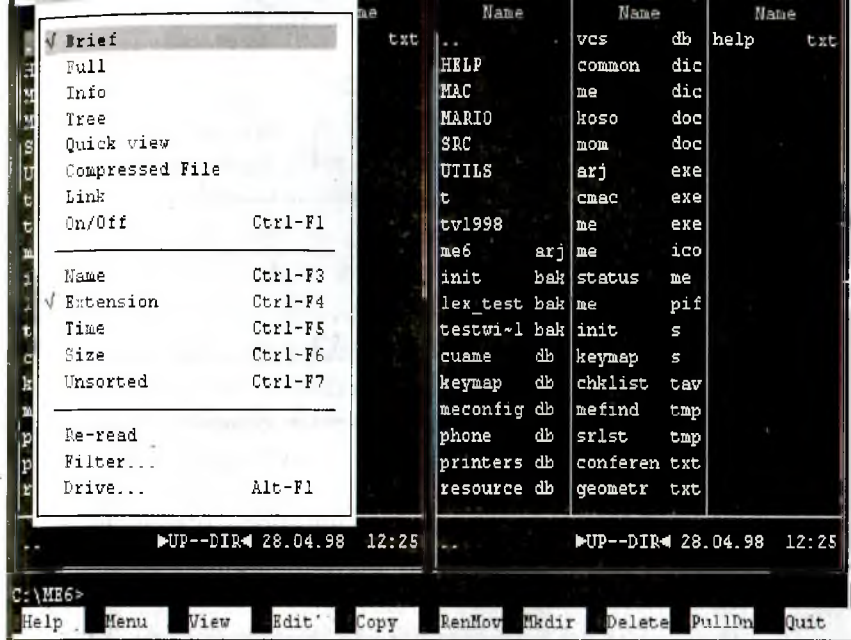 me
Name
Name
Name
√ Brief
Full
Info
Tree
Quick view
Compressed File
Link
On/Off Ctrl-F1
Name Ctrl-F3
√ Extension Ctrl-F4
Time Ctrl-F5
Size Ctrl-F6
Unsorted Ctrl-F7
Re-read
Filter...
Drive... Alt-F1
txt
.. vcs db help txt
HELP common dic
MAC me dic
MARIO koso doc
SRC mom doc
UTILS arj exe
t cmac exe
tv1998 me exe
me6 arj me ico
init bak status me
lex_test bak me pif
testwi~1 bak init s
cuame db keymap s
keymap db chklist tav
meconfig db mefind tmp
phone db srlst tmp
printers db conferen txt
resource db geometr txt
.. ►UP--DIR◄ 28.04.98 12:25
.. ►UP--DIR◄ 28.04.98 12:25
C:\ME6>
Help Menu View Edit Copy RenMov Mkdir Delete PullDn Quit